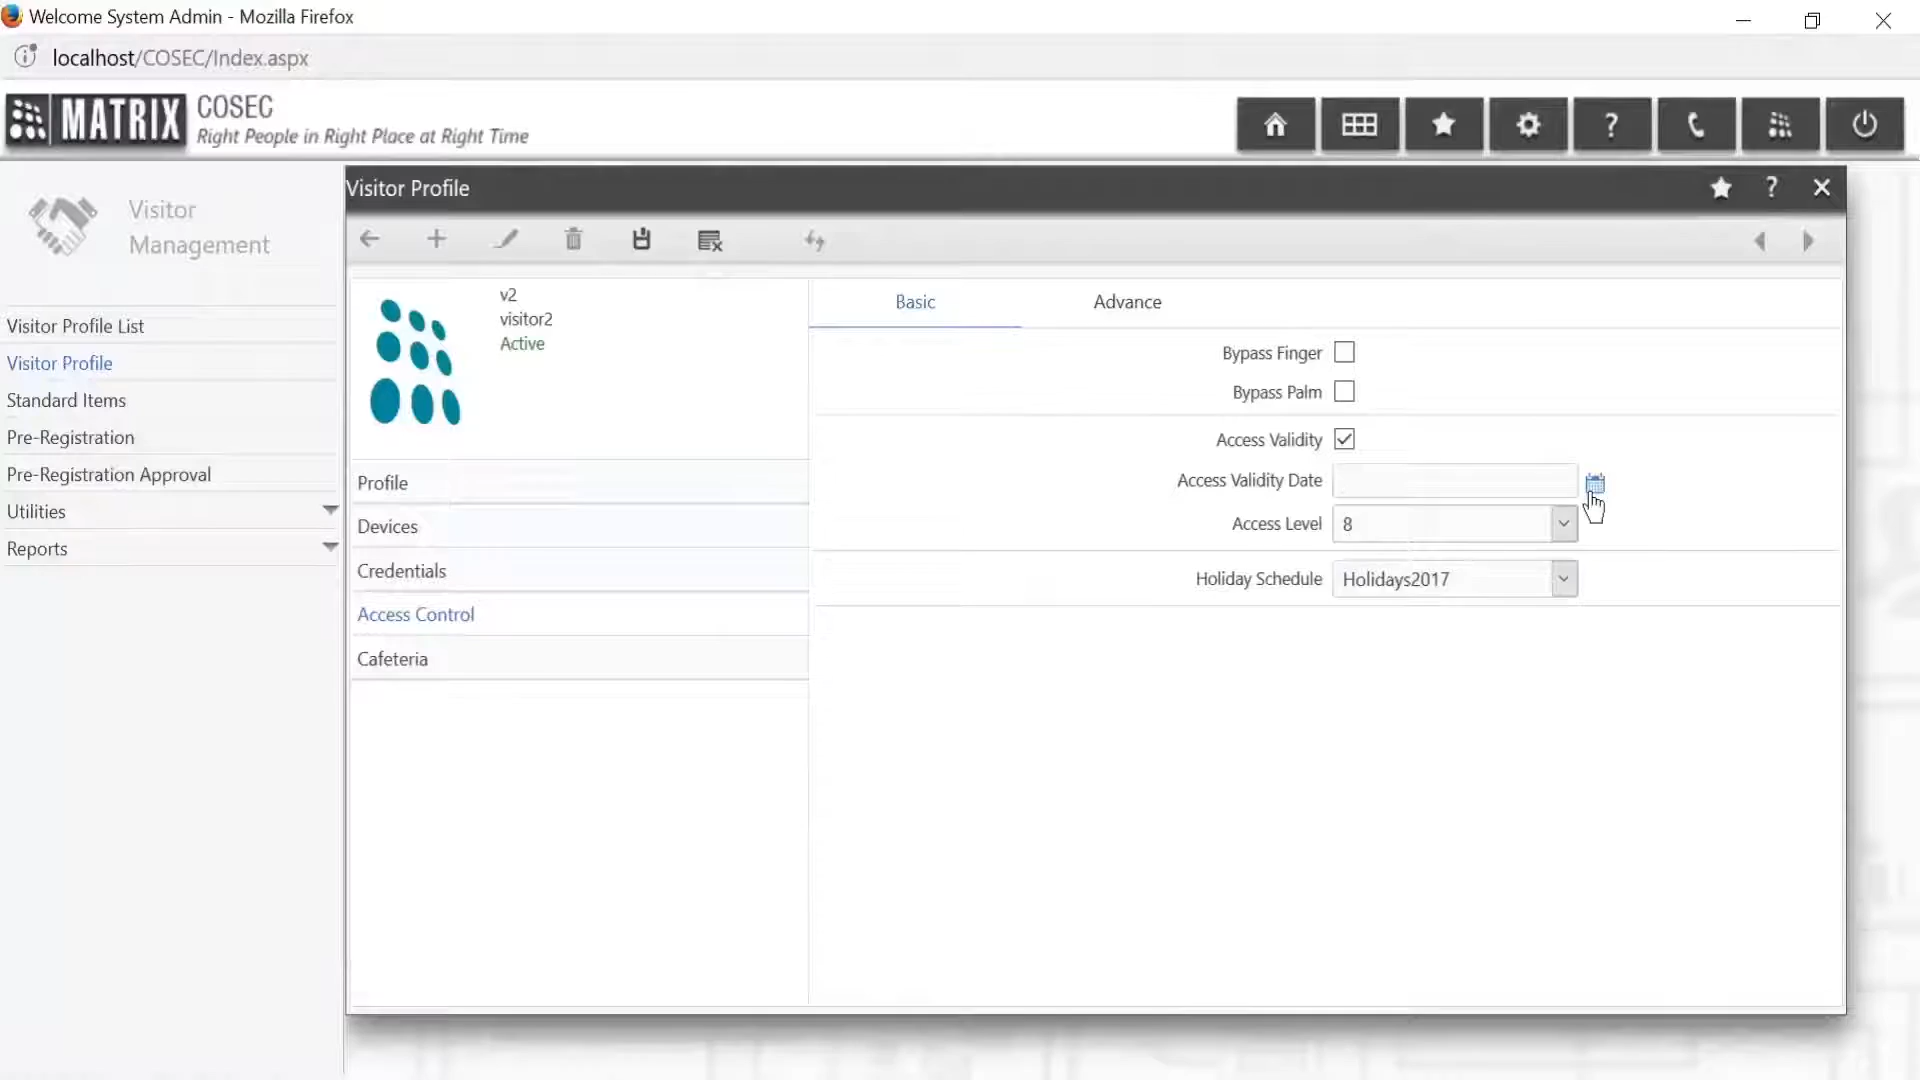 Welcome System Admin - Mozilla Firefox
localhost/COSEC/Index.aspx
MATRIX
COSEC
Right People in Right Place at Right Time
?
Visitor
Management
Visitor Profile List
Visitor Profile
Standard Items
Pre-Registration
Pre-Registration Approval
Utilities
Reports
Visitor Profile
?
v2
visitor2
Active
Profile
Devices
Credentials
Access Control
Cafeteria
Basic Advance
Bypass Finger
Bypass Palm
Access Validity
Access Validity Date
Access Level 8
Holiday Schedule Holidays2017